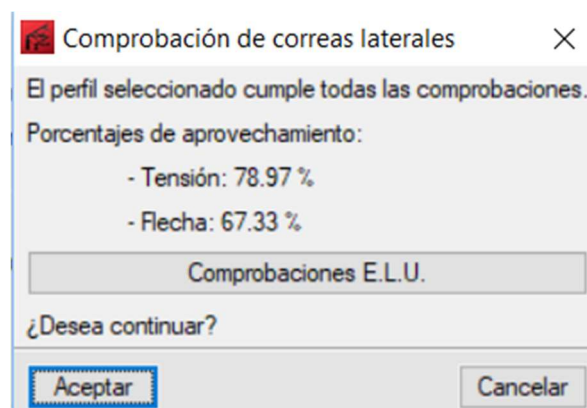 Comprobación de correas laterales
El perfil seleccionado cumple todas las comprobaciones.
Porcentajes de aprovechamiento:
- Tensión: 78.97 %
- Flecha: 67.33 %
Comprobaciones E.L.U.
¿Desea continuar?
Aceptar
Cancelar